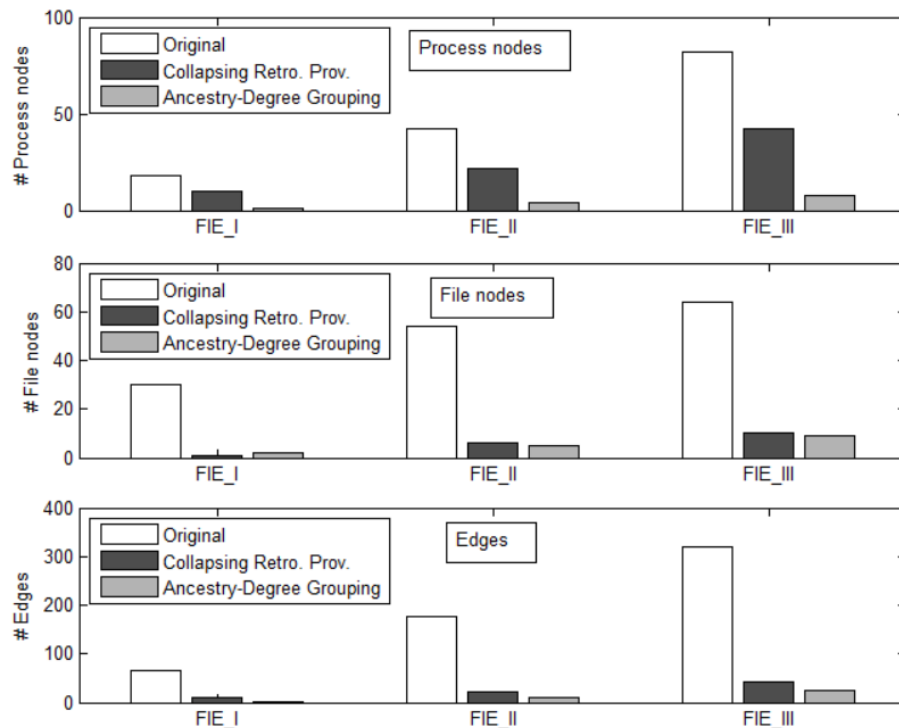 100
50
0
# Process nodes
Original
Collapsing Retro. Prov.
Ancestry-Degree Grouping
Process nodes
FIE_I
FIE_II
FIE_III
80
60
40
20
0
# File nodes
Original
Collapsing Retro. Prov.
Ancestry-Degree Grouping
File nodes
FIE_I
FIE_II
FIE_III
400
300
200
100
0
# Edges
Original
Collapsing Retro. Prov.
Ancestry-Degree Grouping
Edges
FIE_I
FIE_II
FIE_III